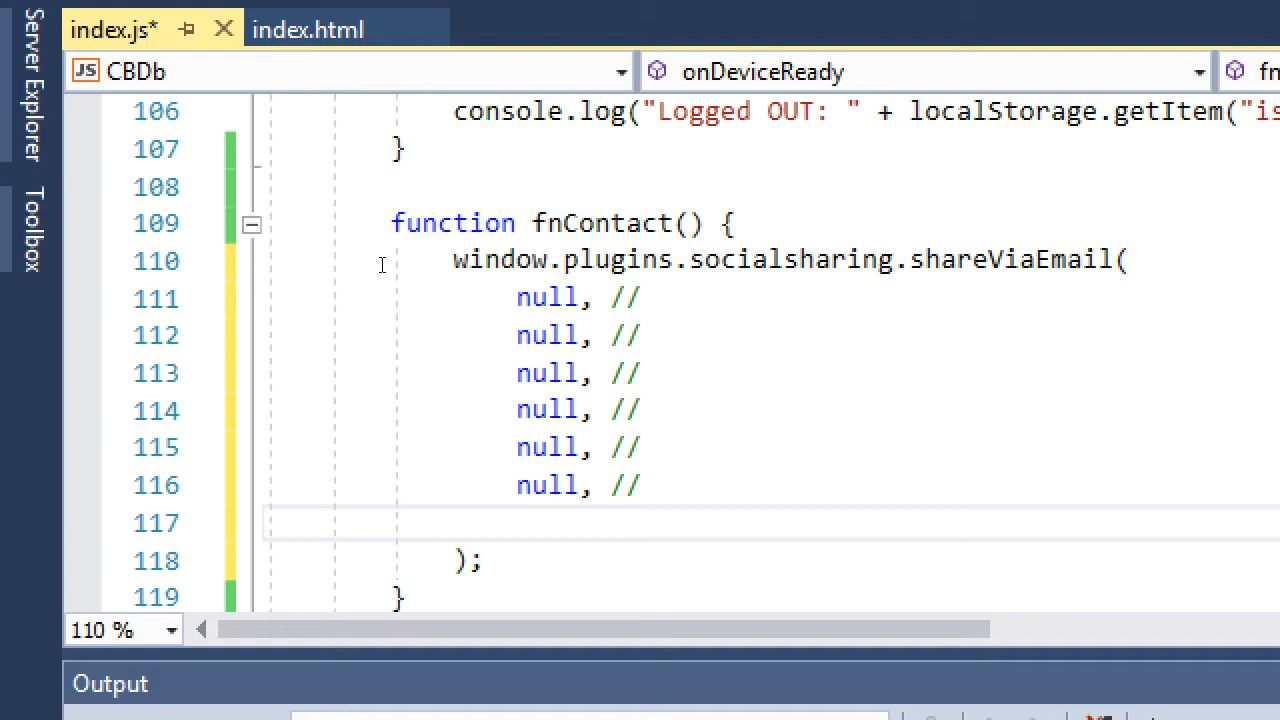 Server Explorer
Toolbox
index.js*
index.html
JS CBDb
onDeviceReady
fn
106 console.log("Logged OUT: " + localStorage.getItem("is
107 }
108
109 function fnContact() {
110 window.plugins.socialsharing.shareViaEmail(
111 null, //
112 null, //
113 null, //
114 null, //
115 null, //
116 null, //
117
118 );
119 }
110 %
Output